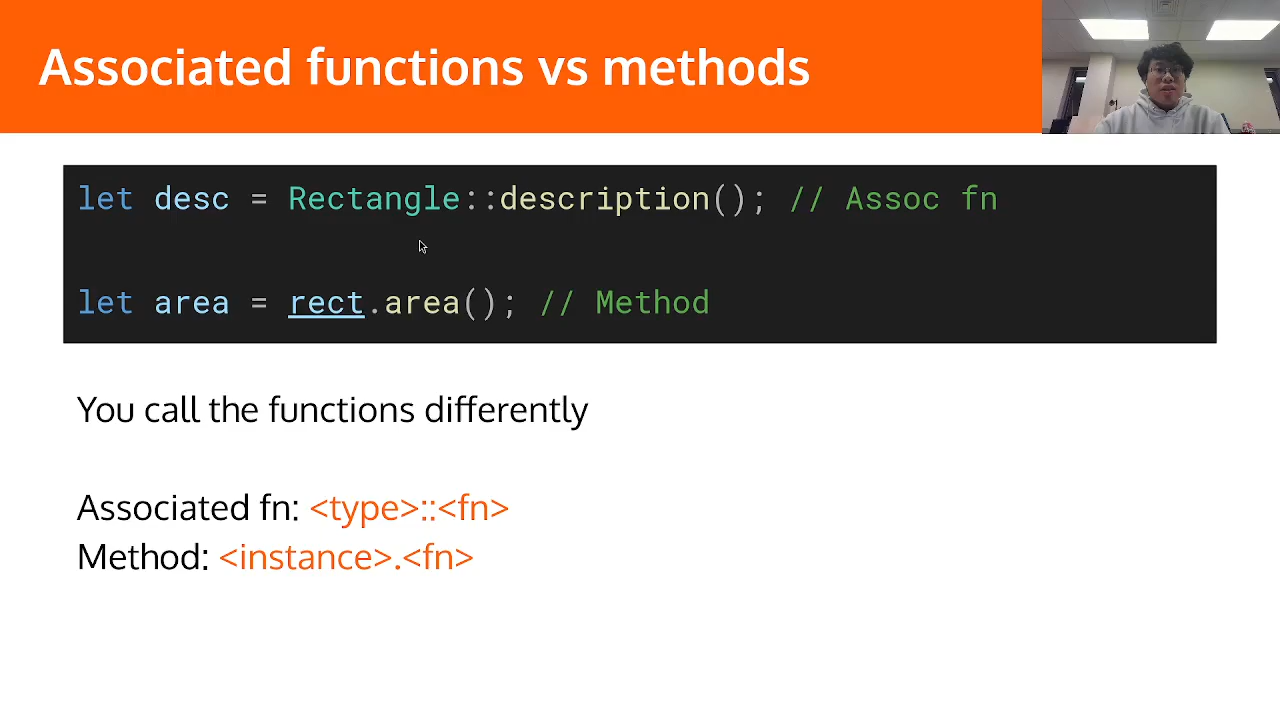 Associated functions vs methods
let desc = Rectangle::description(); // Assoc fn
let area = rect.area(); // Method
You call the functions differently
Associated fn: <type>::<fn>
Method: <instance>.<fn>